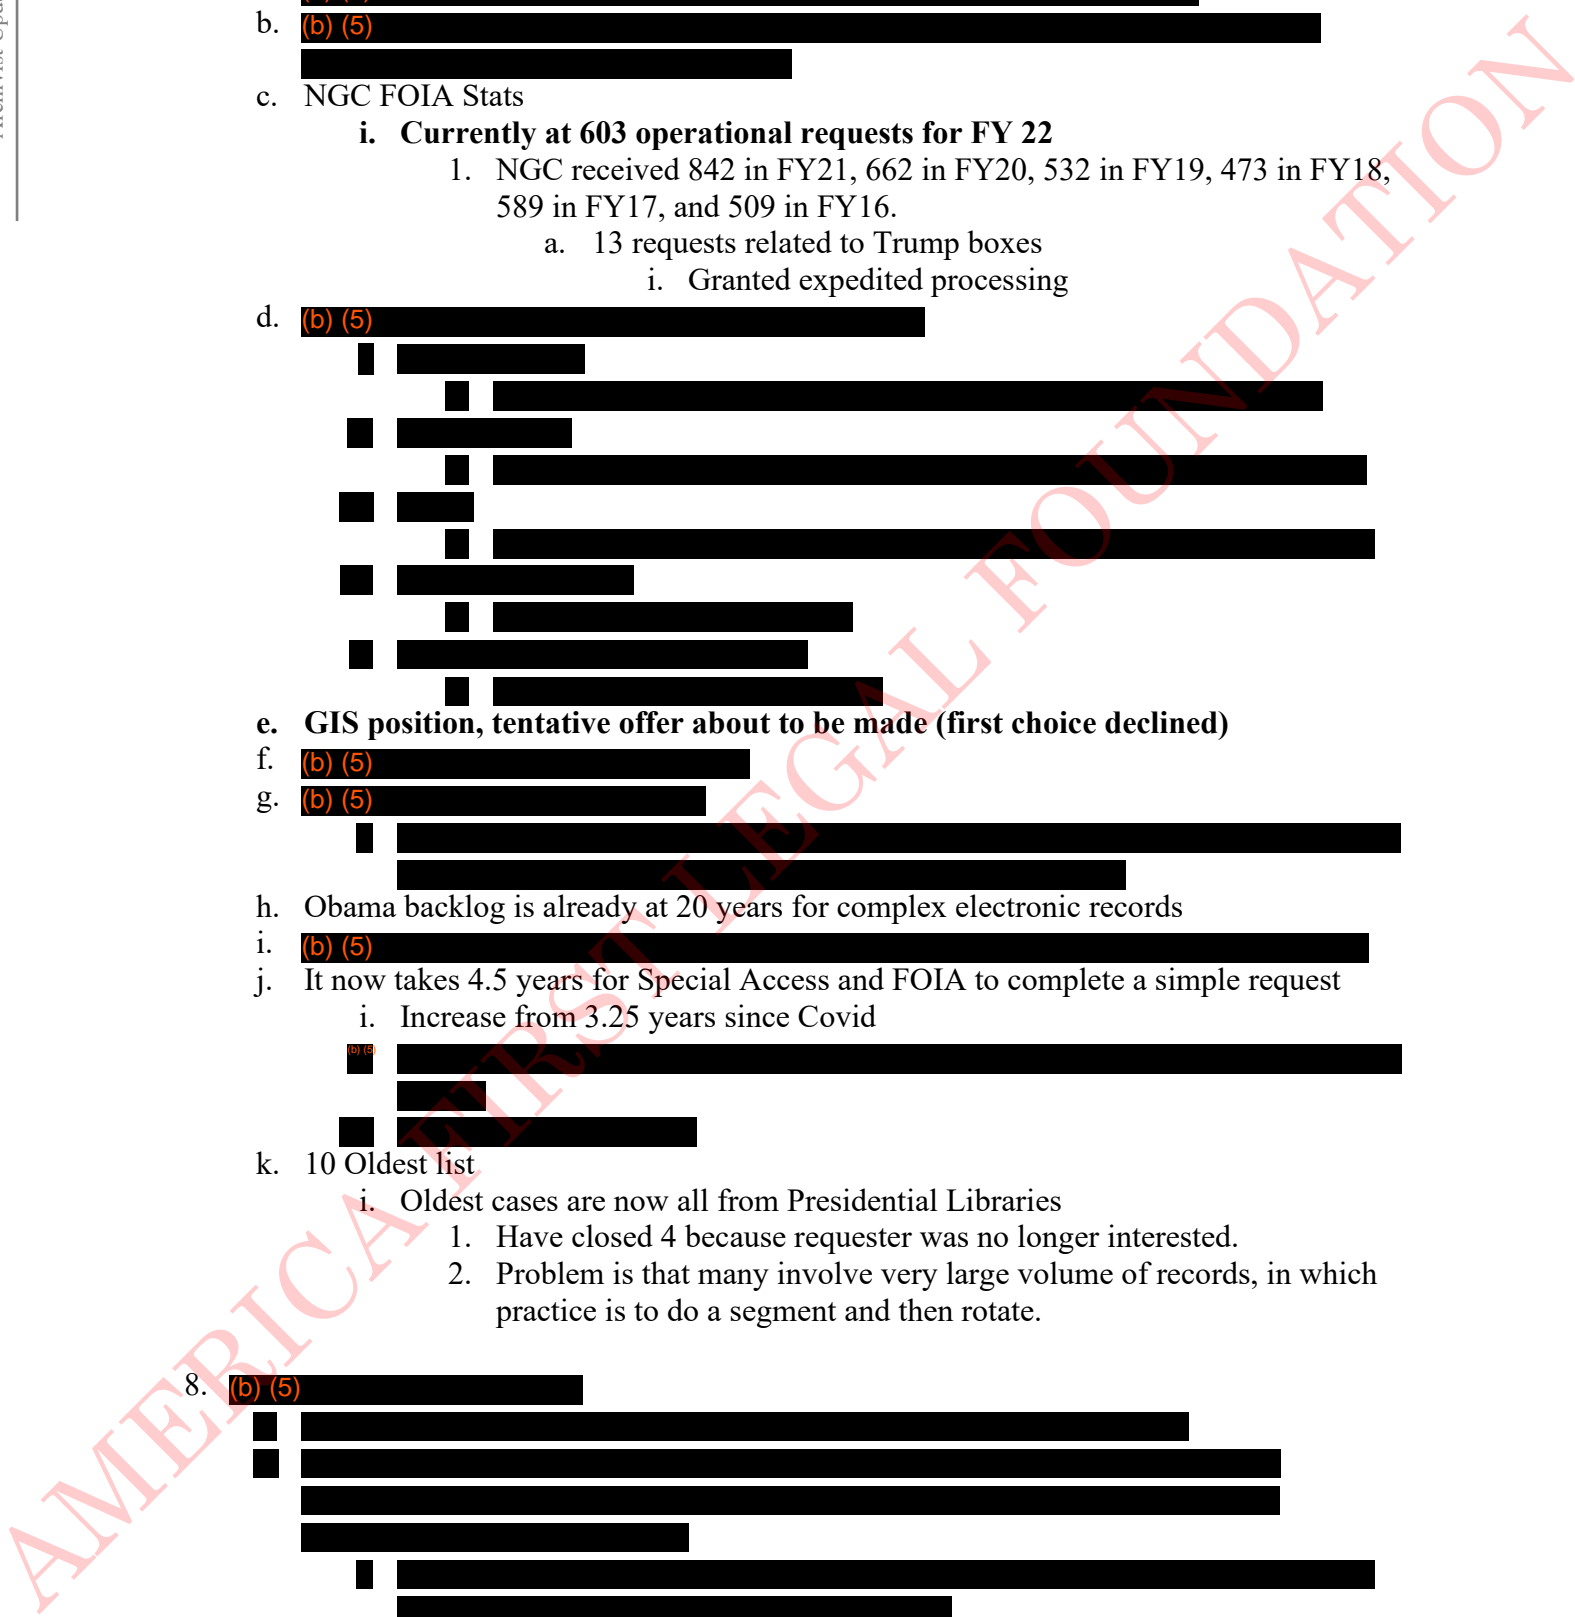 b. (b) (5)
c. NGC FOIA Stats
i. Currently at 603 operational requests for FY 22
1. NGC received 842 in FY21, 662 in FY20, 532 in FY19, 473 in FY18,
589 in FY17, and 509 in FY16.
a. 13 requests related to Trump boxes
i. Granted expedited processing
d. (b) (5)
e. GIS position, tentative offer about to be made (first choice declined)
f. (b) (5)
g. (b) (5)
h. Obama backlog is already at 20 years for complex electronic records
i. (b) (5)
j. It now takes 4.5 years for Special Access and FOIA to complete a simple request
i. Increase from 3.25 years since Covid
(b) (5)
k. 10 Oldest list
i. Oldest cases are now all from Presidential Libraries
1. Have closed 4 because requester was no longer interested.
2. Problem is that many involve very large volume of records, in which
practice is to do a segment and then rotate.
8. (b) (5)
AMERICA FIRST LEGAL FOUNDATION